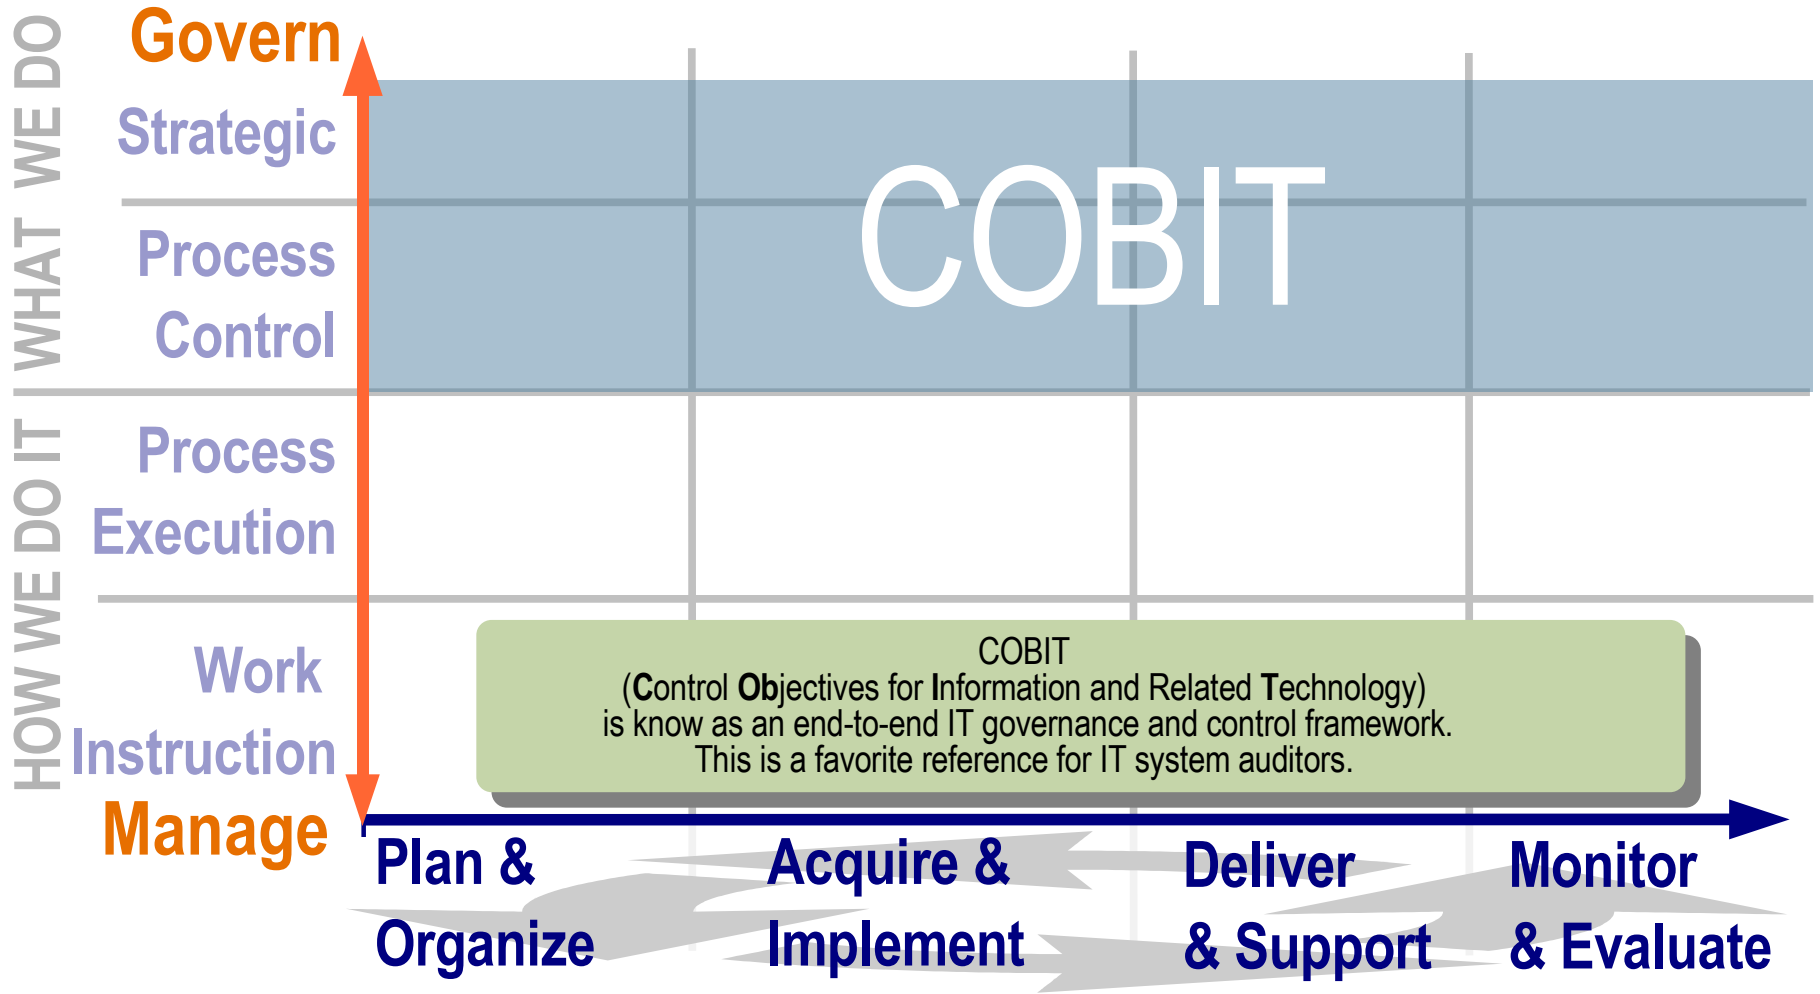 Govern
WHAT WE DO
Strategic
Process
Control
COBIT
HOW WE DO IT
Process
Execution
Work
Instruction
Manage
COBIT
(Control Objectives for Information and Related Technology)
is know as an end-to-end IT governance and control framework.
This is a favorite reference for IT system auditors.
Plan &
Organize
Acquire &
Implement
Deliver
& Support
Monitor
& Evaluate